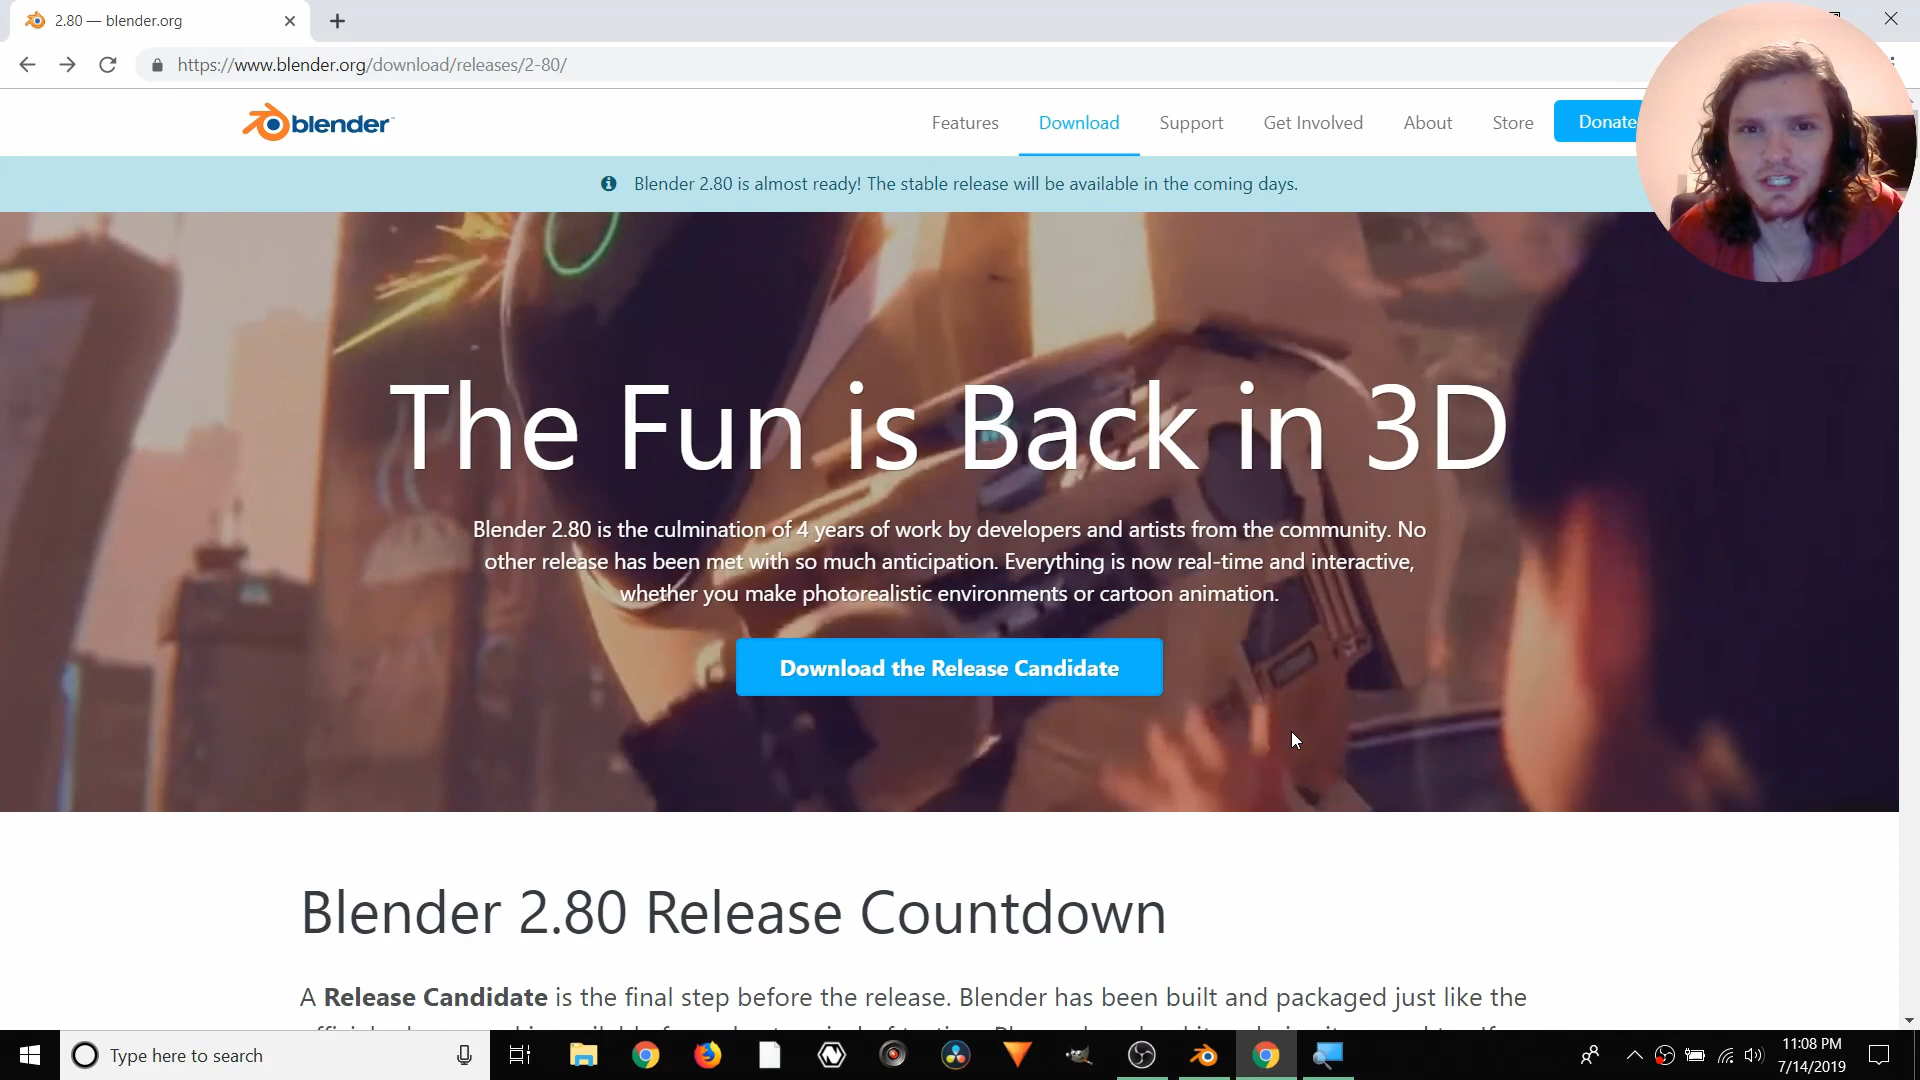 2.80 — blender.org
https://www.blender.org/download/releases/2-80/
blender
Features
Download
Support
Get Involved
About
Store
Donate
Blender 2.80 is almost ready! The stable release will be available in the coming days.
The Fun is Back in 3D
Blender 2.80 is the culmination of 4 years of work by developers and artists from the community. No
other release has been met with so much anticipation. Everything is now real-time and interactive,
whether you make photorealistic environments or cartoon animation.
Download the Release Candidate
Blender 2.80 Release Countdown
A Release Candidate is the final step before the release. Blender has been built and packaged just like the
Type here to search
11:08 PM
7/14/2019